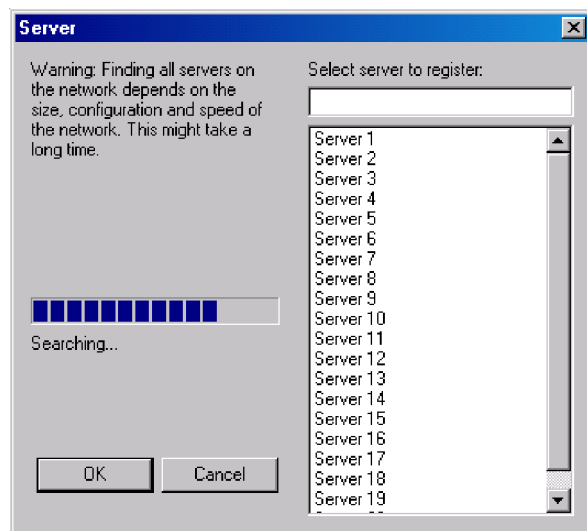 Server
Warning: Finding all servers on
the network depends on the
size, configuration and speed of
the network. This might take a
long time.
Searching...
OK
Cancel
Select server to register:
Server 1
Server 2
Server 3
Server 4
Server 5
Server 6
Server 7
Server 8
Server 9
Server 10
Server 11
Server 12
Server 13
Server 14
Server 15
Server 16
Server 17
Server 18
Server 19